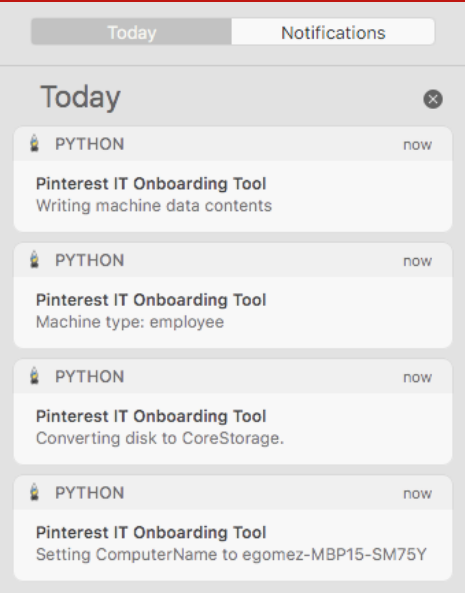 Today Notifications
Today
PYTHON now
Pinterest IT Onboarding Tool
Writing machine data contents
PYTHON now
Pinterest IT Onboarding Tool
Machine type: employee
PYTHON now
Pinterest IT Onboarding Tool
Converting disk to CoreStorage.
PYTHON now
Pinterest IT Onboarding Tool
Setting ComputerName to egomez-MBP15-SM75Y